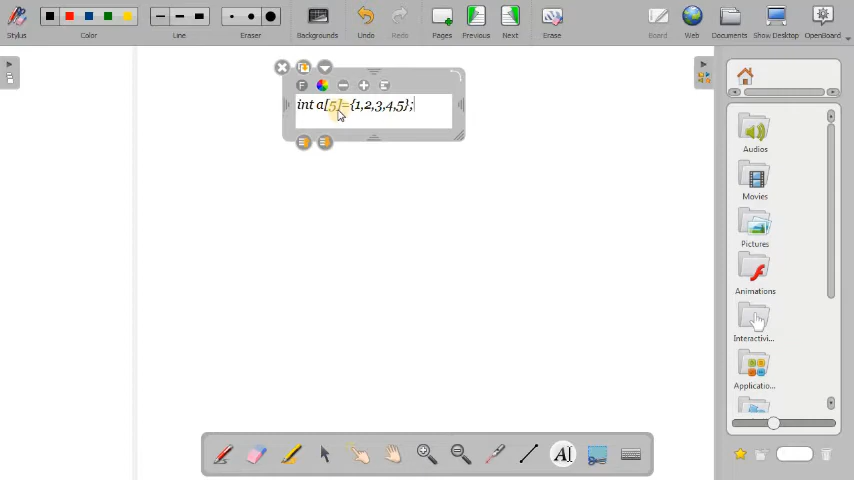 Stylus
Color
Line
Eraser
Backgrounds
Undo
Redo
Pages
Previous
Next
Erase
Board
Web
Documents
Show Desktop
OpenBoard
F
int a[5]={1,2,3,4,5};
Audios
Movies
Pictures
Animations
Interactivi...
Applicatio...
AI